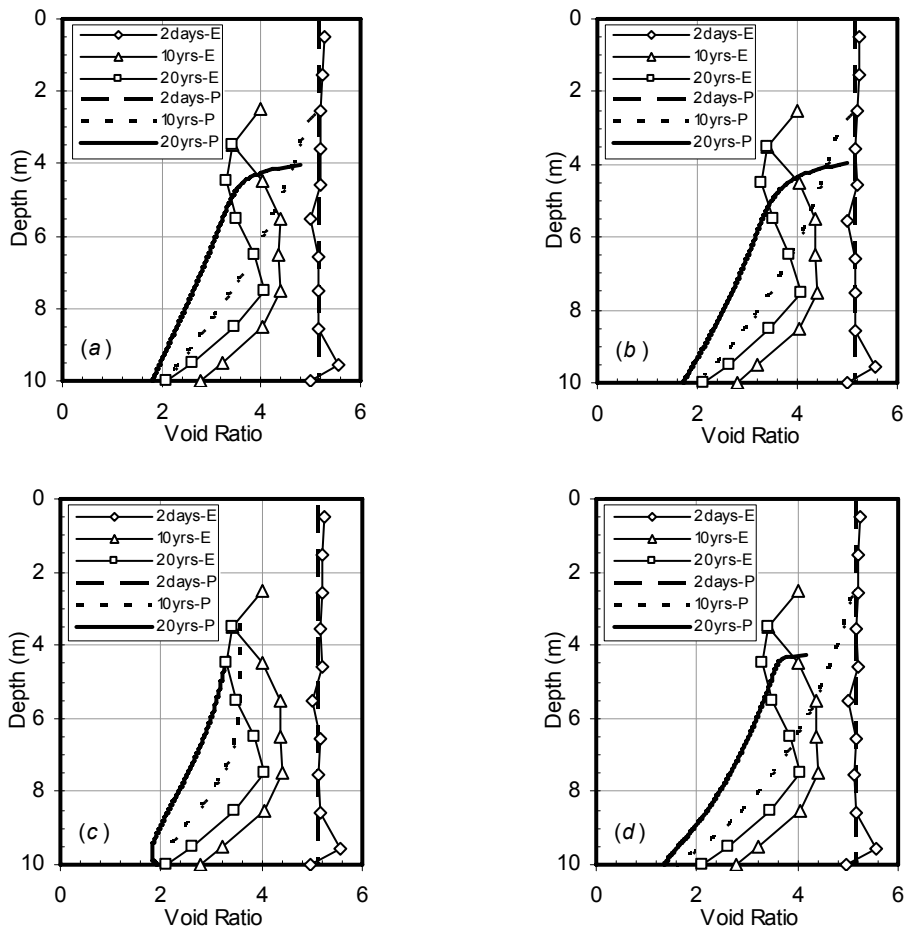 0
2
4
6
8
10
Depth (m)
2days-E
10yrs-E
20yrs-E
2days-P
10yrs-P
20yrs-P
(a)
0 2 4 6
Void Ratio
0
2
4
6
8
10
Depth (m)
2days-E
10yrs-E
20yrs-E
2days-P
10yrs-P
20yrs-P
(b)
0 2 4 6
Void Ratio
0
2
4
6
8
10
Depth (m)
2days-E
10yrs-E
20yrs-E
2days-P
10yrs-P
20yrs-P
(c)
0 2 4 6
Void Ratio
0
2
4
6
8
10
Depth (m)
2days-E
10yrs-E
20yrs-E
2days-P
10yrs-P
20yrs-P
(d)
0 2 4 6
Void Ratio